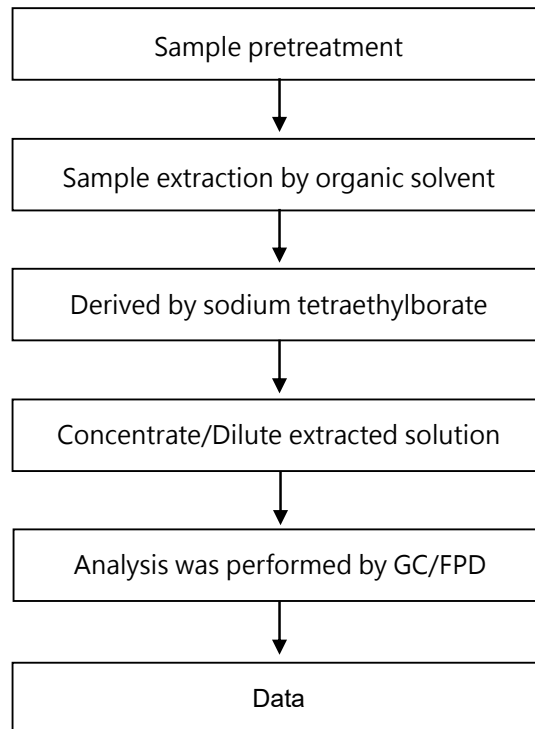 Sample pretreatment
Sample extraction by organic solvent
Derived by sodium tetraethylborate
Concentrate/Dilute extracted solution
Analysis was performed by GC/FPD
Data